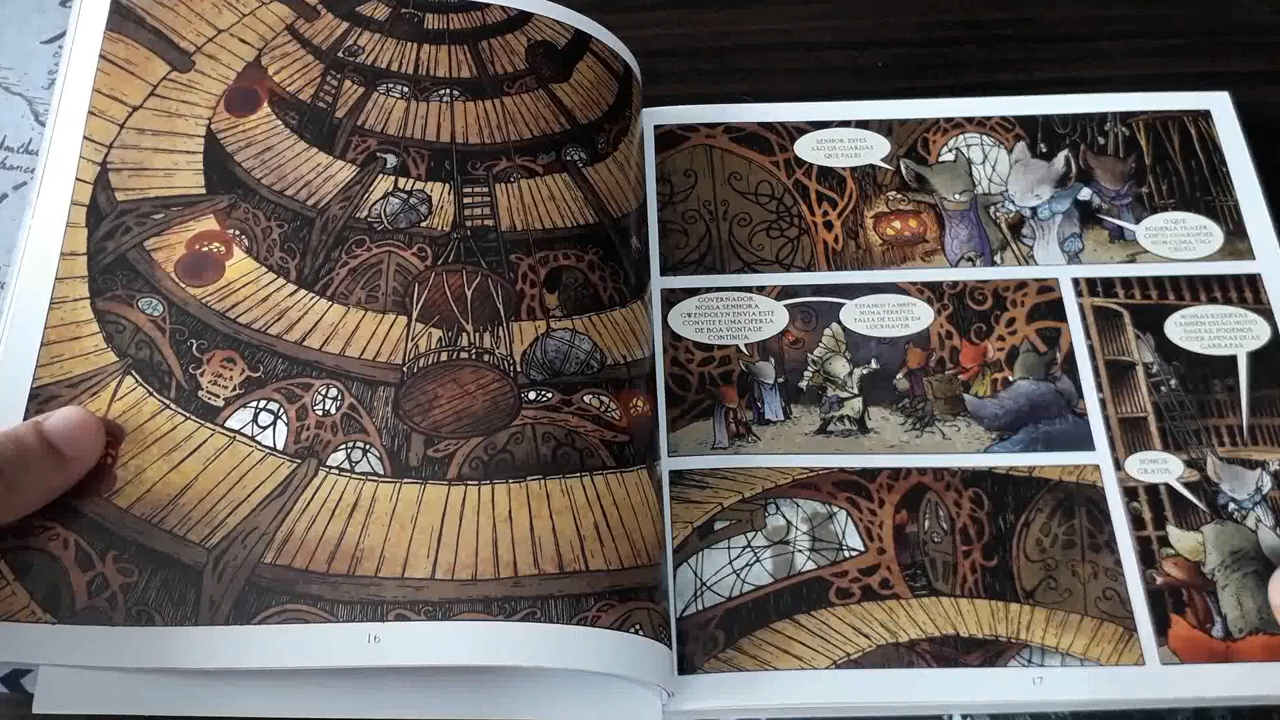 16
SENHOR, ESTES
SÃO OS GUARDAS
QUE FALEI.
O QUE
PODERIA TRAZER
CINCO GUARDIÕES
NUM CLIMA TÃO
CRUEL?
GOVERNADOR,
NOSSA SENHORA
GWENDOLYN ENVIA ESTE
CONVITE E UMA OFERTA
DE BOA VONTADE
CONTÍNUA.
ESTAMOS TAMBÉM
NUMA TERRÍVEL
FALTA DE ELIXIR EM
LOCKHAVEN.
NOSSAS RESERVAS
TAMBÉM ESTÃO MUITO
BAIXAS. PODEMOS
CEDER APENAS DUAS
GARRAFAS.
SOMOS
GRATOS.
17